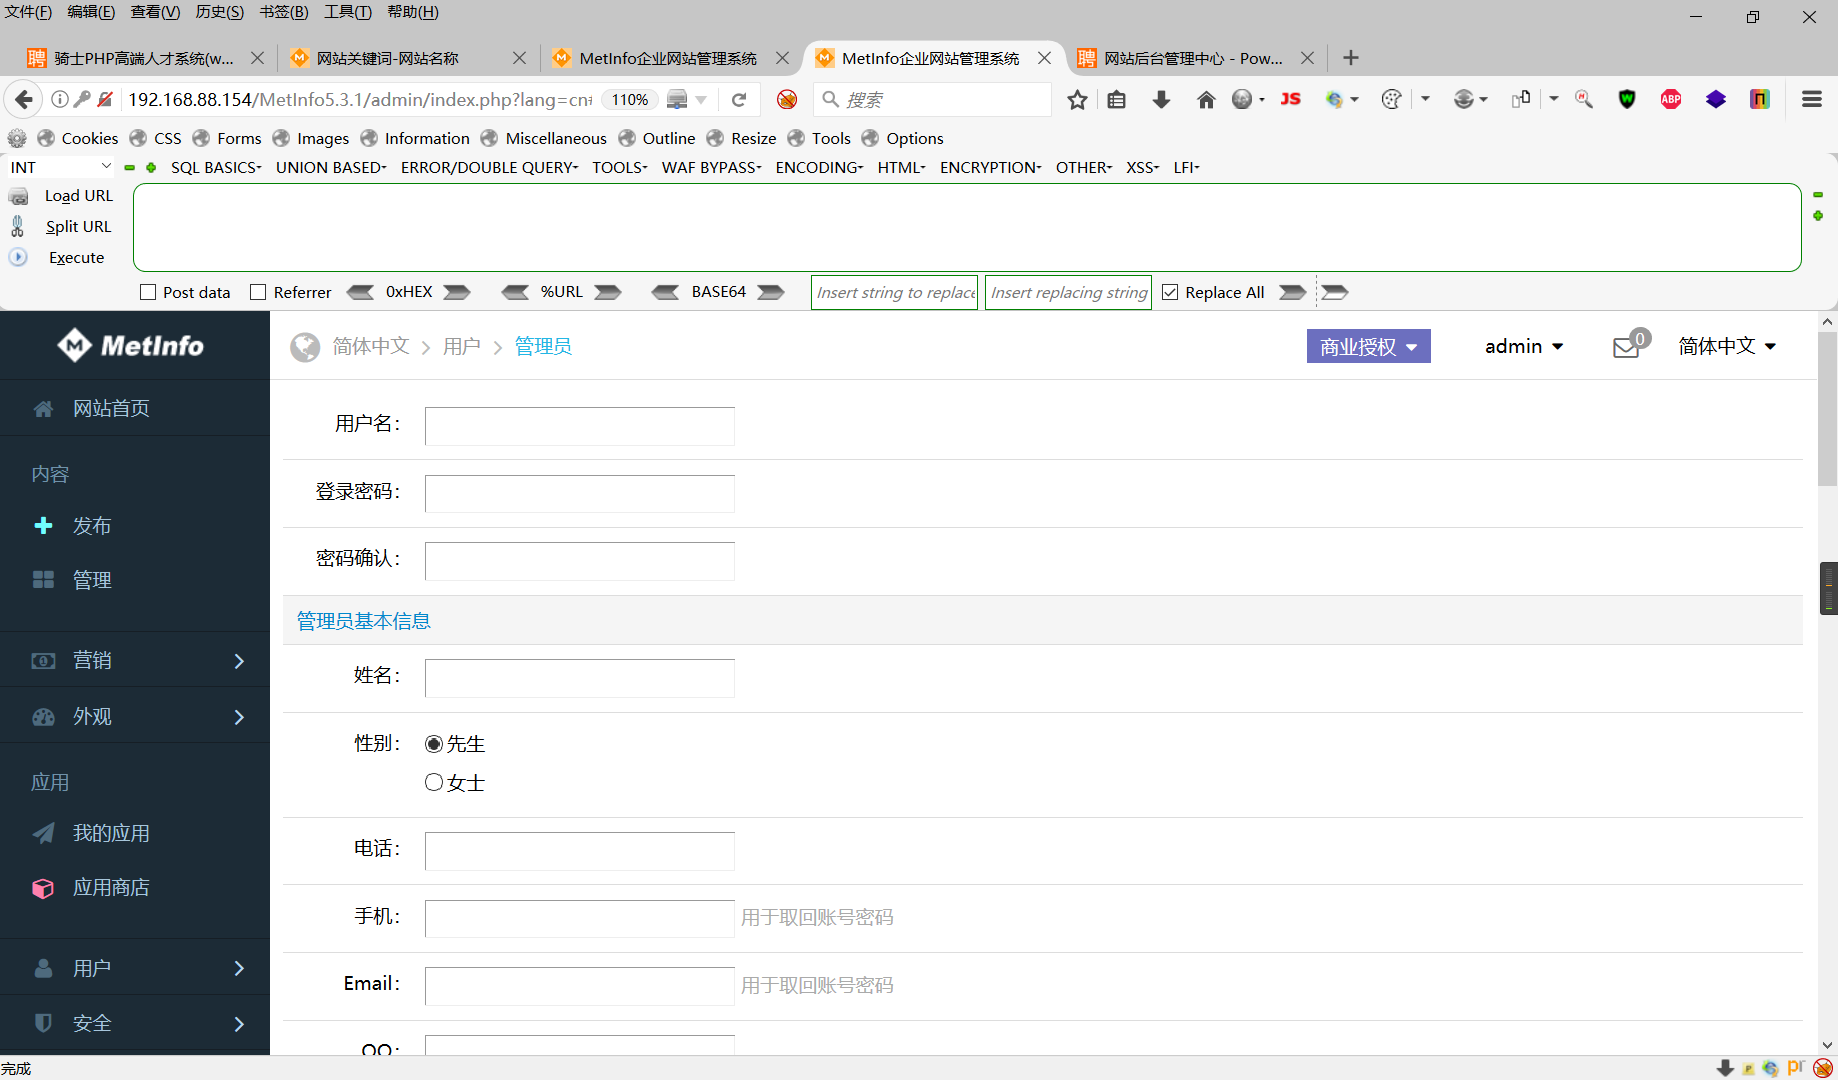 文件(F) 编辑(E) 查看(V) 历史(S) 书签(B) 工具(T) 帮助(H)
骑士PHP高端人才系统(w... 网站关键词-网站名称 MetInfo企业网站管理系统 MetInfo企业网站管理系统 网站后台管理中心 - Pow...
192.168.88.154/MetInfo5.3.1/admin/index.php?lang=cn# 110% 搜索 JS ABP
Cookies CSS Forms Images Information Miscellaneous Outline Resize Tools Options
INT SQL BASICS UNION BASED ERROR/DOUBLE QUERY TOOLS WAF BYPASS ENCODING HTML ENCRYPTION OTHER XSS LFI
Load URL
Split URL
Execute
Post data Referrer 0xHEX %URL BASE64 Insert string to replace Insert replacing string Replace All
MetInfo 简体中文 > 用户 > 管理员 商业授权 admin 0 简体中文
网站首页
内容
发布
管理
营销
外观
应用
我的应用
应用商店
用户
安全
用户名：
登录密码：
密码确认：
管理员基本信息
姓名：
性别： 先生
女士
电话：
手机： 用于取回账号密码
Email： 用于取回账号密码
QQ：
完成